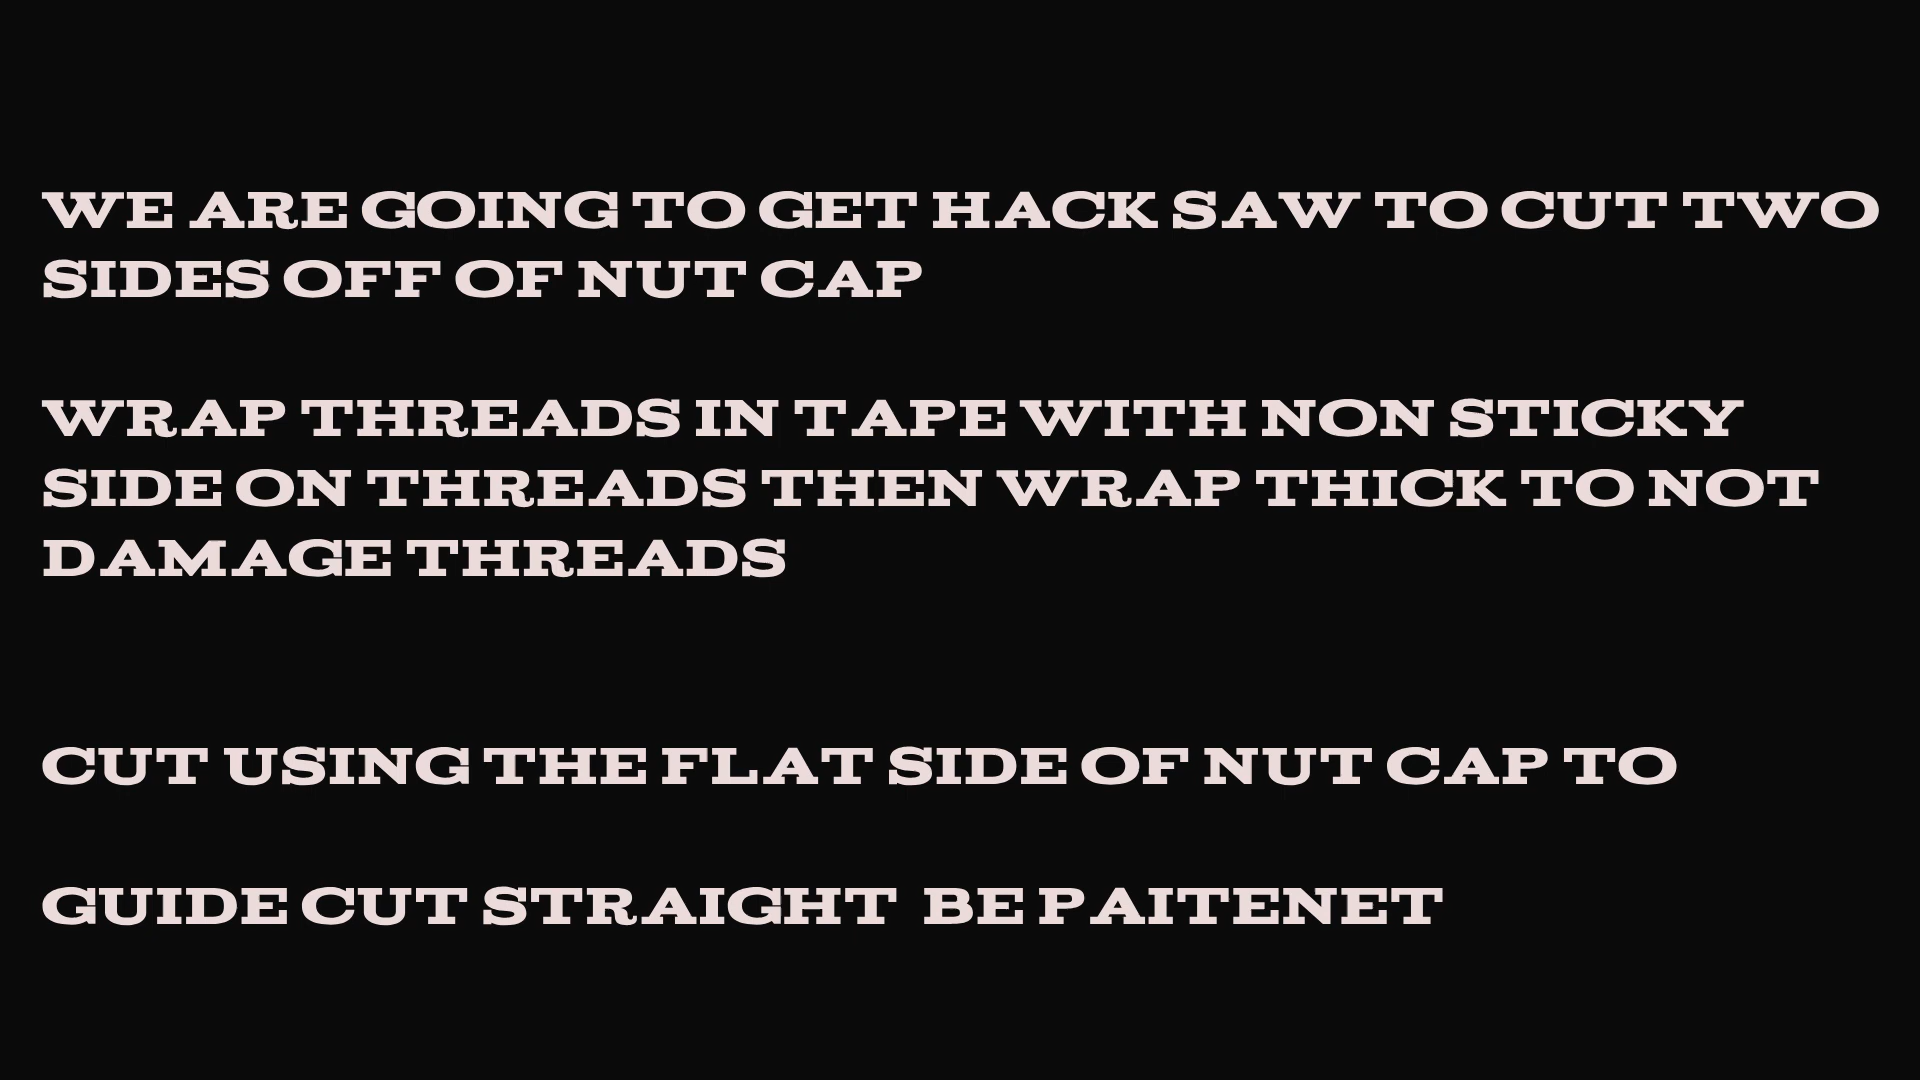 WE ARE GOING TO GET HACK SAW TO CUT TWO
SIDES OFF OF NUT CAP
WRAP THREADS IN TAPE WITH NON STICKY
SIDE ON THREADS THEN WRAP THICK TO NOT
DAMAGE THREADS
CUT USING THE FLAT SIDE OF NUT CAP TO
GUIDE CUT STRAIGHT BE PAITENET